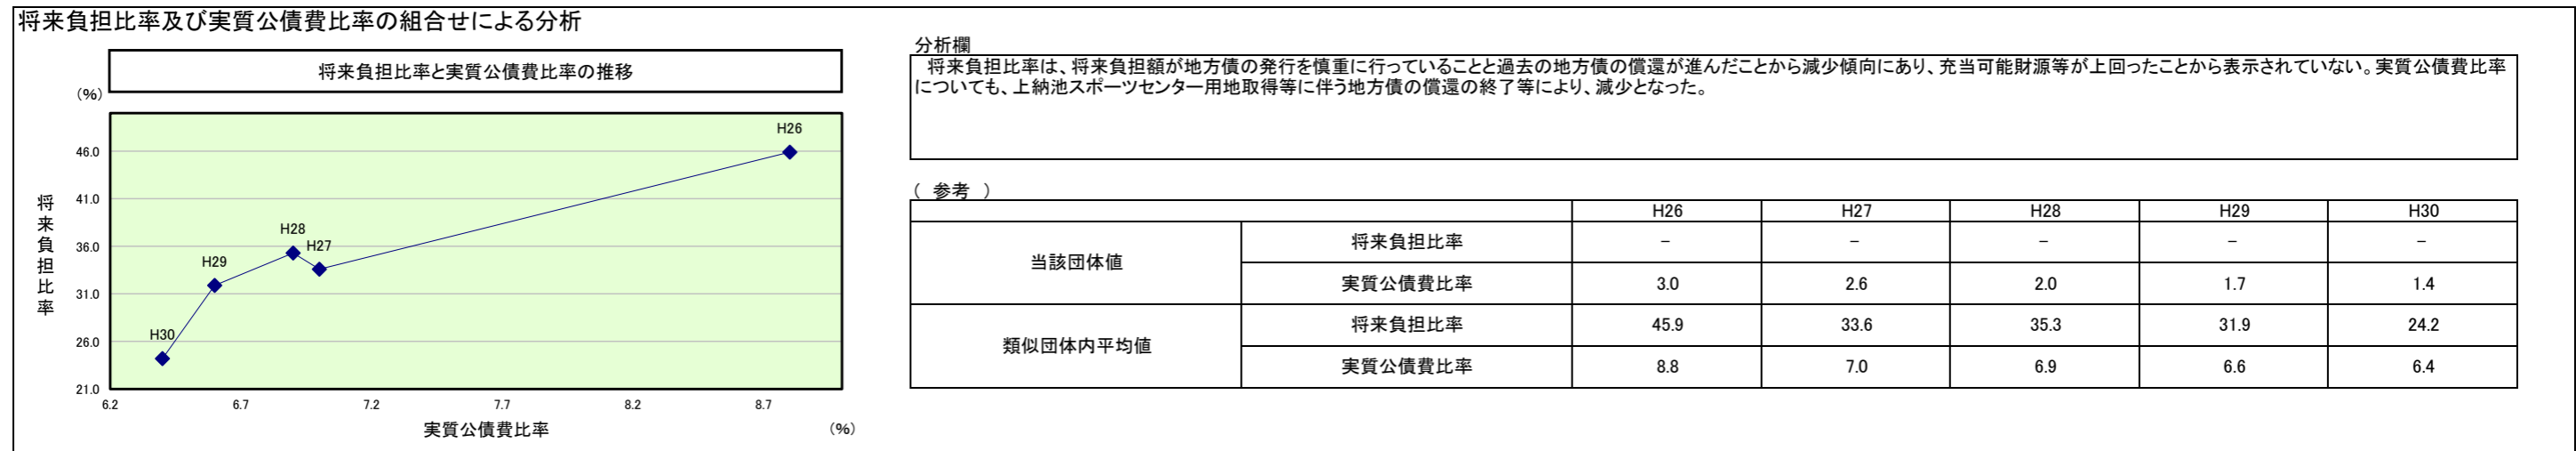 将来負担比率及び実質公債費比率の組合せによる分析
将来負担比率と実質公債費比率の推移
(%)
46.0
41.0
36.0
31.0
26.0
21.0
将来負担比率
H26
H28
H27
H29
H30
6.2 6.7 7.2 7.7 8.2 8.7
実質公債費比率
(%)
分析欄
将来負担比率は、将来負担額が地方債の発行を慎重に行っていることと過去の地方債の償還が進んだことから減少傾向にあり、充当可能財源等が上回ったことから表示されていない。実質公債費比率
についても、上納池スポーツセンター用地取得等に伴う地方債の償還の終了等により、減少となった。
( 参考 )
H26 H27 H28 H29 H30
当該団体値
将来負担比率 － － － － －
実質公債費比率 3.0 2.6 2.0 1.7 1.4
類似団体内平均値
将来負担比率 45.9 33.6 35.3 31.9 24.2
実質公債費比率 8.8 7.0 6.9 6.6 6.4